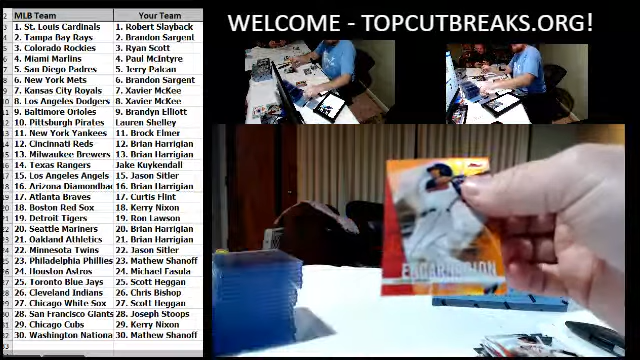 WELCOME - TOPCUTBREAKS.ORG!
MLB Team Your Team
1. St. Louis Cardinals 1. Robert Slayback
2. Tampa Bay Rays 2. Brandon Sargent
3. Colorado Rockies 3. Ryan Scott
4. Miami Marlins 4. Paul McIntyre
5. San Diego Padres 5. Jerry Palcan
6. New York Mets 6. Brandon Sargent
7. Kansas City Royals 7. Xavier McKee
8. Los Angeles Dodgers 8. Xavier McKee
9. Baltimore Orioles 9. Brandyn Elliott
10. Pittsburgh Pirates Lauren Shelley
11. New York Yankees 11. Brock Elmer
12. Cincinnati Reds 12. Brian Harrigian
13. Milwaukee Brewers 13. Brian Harrigian
14. Texas Rangers Jake Kuykendall
15. Los Angeles Angels 15. Jason Sitler
16. Arizona Diamondba 16. Brian Harrigian
17. Atlanta Braves 17. Curtis Flint
18. Boston Red Sox 18. Kerry Nixon
19. Detroit Tigers 19. Ron Lawson
20. Seattle Mariners 20. Brian Harrigian
21. Oakland Athletics 21. Brian Harrigian
22. Minnesota Twins 22. Jason Sitler
23. Philadelphia Phillies 23. Mathew Shanoff
24. Houston Astros 24. Michael Fasula
25. Toronto Blue Jays 25. Scott Heggan
26. Cleveland Indians 26. Chris Bishop
27. Chicago White Sox 27. Scott Heggan
28. San Francisco Giants 28. Joseph Stoops
29. Chicago Cubs 29. Kerry Nixon
30. Washington Nationa 30. Mathew Shanoff
ENCARNACION